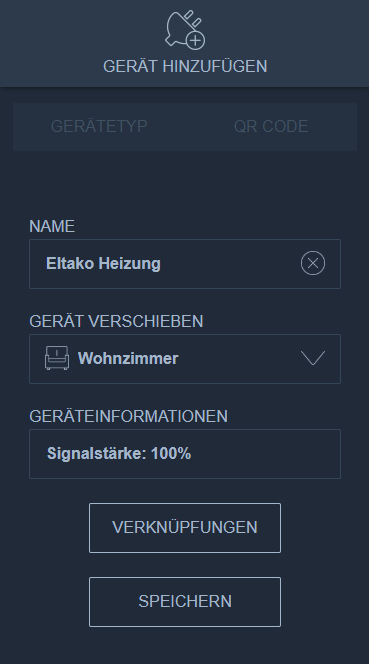 GERÄT HINZUFÜGEN
GERÄTETYP QR CODE
NAME
Eltako Heizung
GERÄT VERSCHIEBEN
Wohnzimmer
GERÄTEINFORMATIONEN
Signalstärke: 100%
VERKNÜPFUNGEN
SPEICHERN